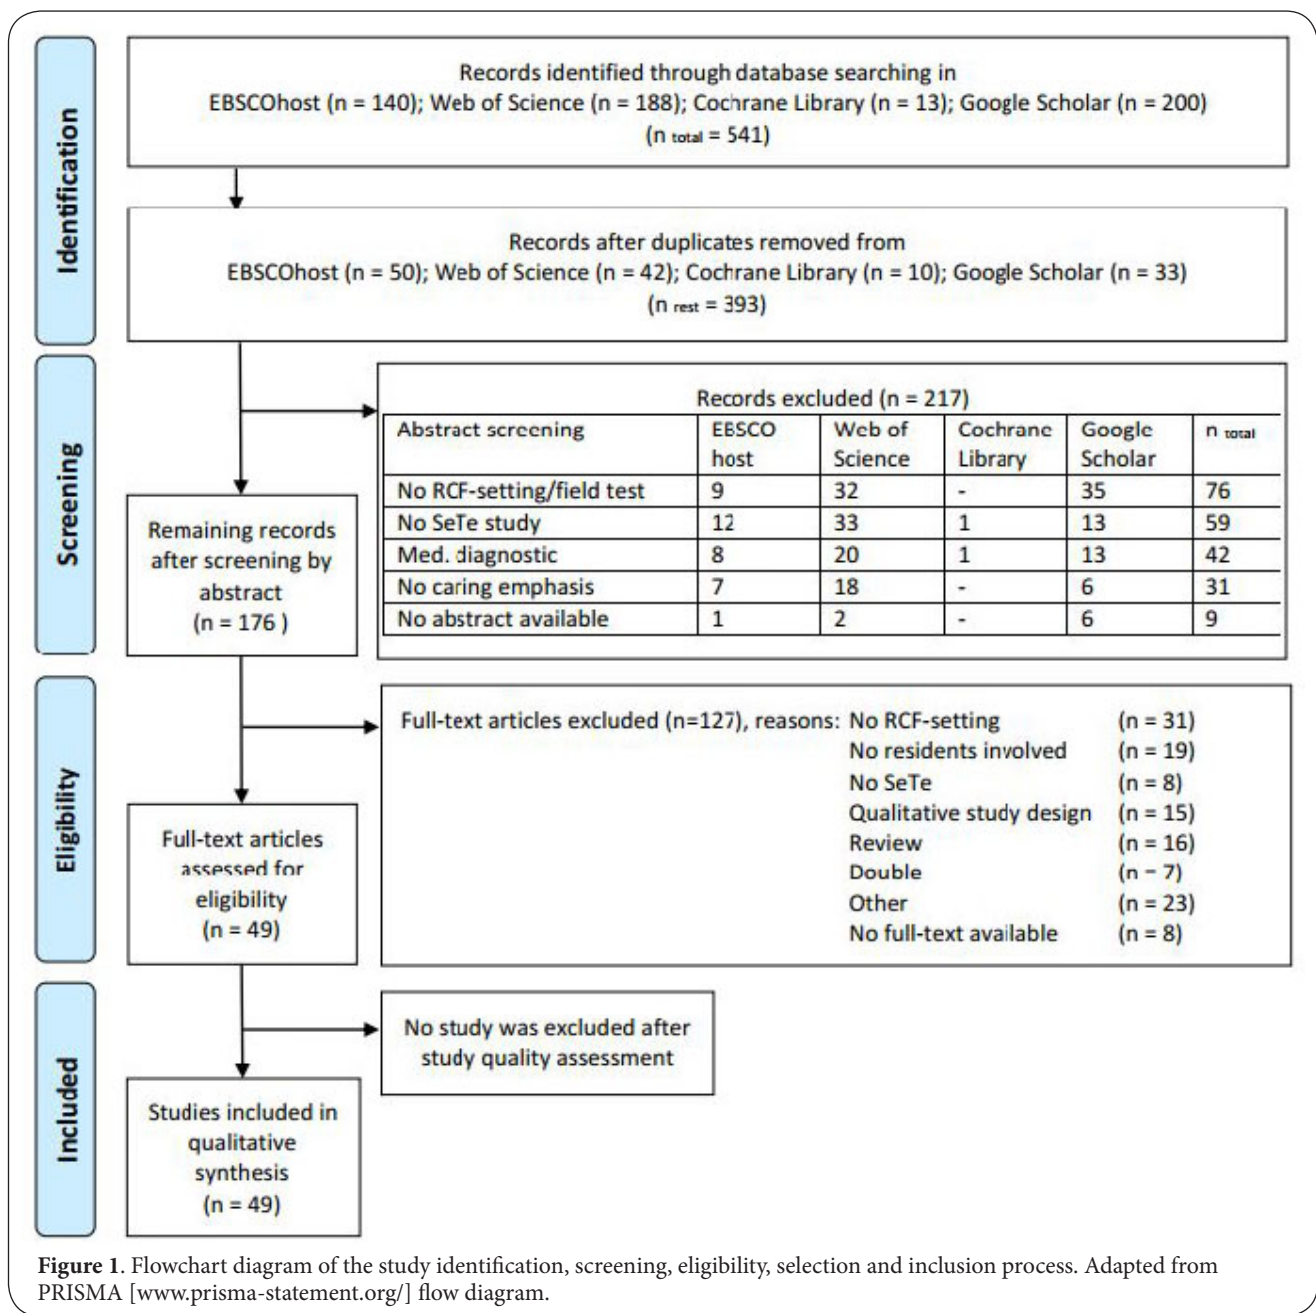 Identification
Records identified through database searching in
EBSCOhost (n = 140); Web of Science (n = 188); Cochrane Library (n = 13); Google Scholar (n = 200)
(n total = 541)
Records after duplicates removed from
EBSCOhost (n = 50); Web of Science (n = 42); Cochrane Library (n = 10); Google Scholar (n = 33)
(n rest = 393)
Screening
Records excluded (n = 217)
Abstract screening EBSCO host Web of Science Cochrane Library Google Scholar n total
No RCF-setting/field test 9 32 - 35 76
No SeTe study 12 33 1 13 59
Med. diagnostic 8 20 1 13 42
No caring emphasis 7 18 - 6 31
No abstract available 1 2 - 6 9
Remaining records
after screening by
abstract
(n = 176 )
Eligibility
Full-text articles excluded (n=127), reasons: No RCF-setting (n = 31)
No residents involved (n = 19)
No SeTe (n = 8)
Qualitative study design (n = 15)
Review (n = 16)
Double (n = 7)
Other (n = 23)
No full-text available (n = 8)
Full-text articles
assessed for
eligibility
(n = 49)
Included
No study was excluded after
study quality assessment
Studies included in
qualitative
synthesis
(n = 49)
Figure 1. Flowchart diagram of the study identification, screening, eligibility, selection and inclusion process. Adapted from
PRISMA [www.prisma-statement.org/] flow diagram.